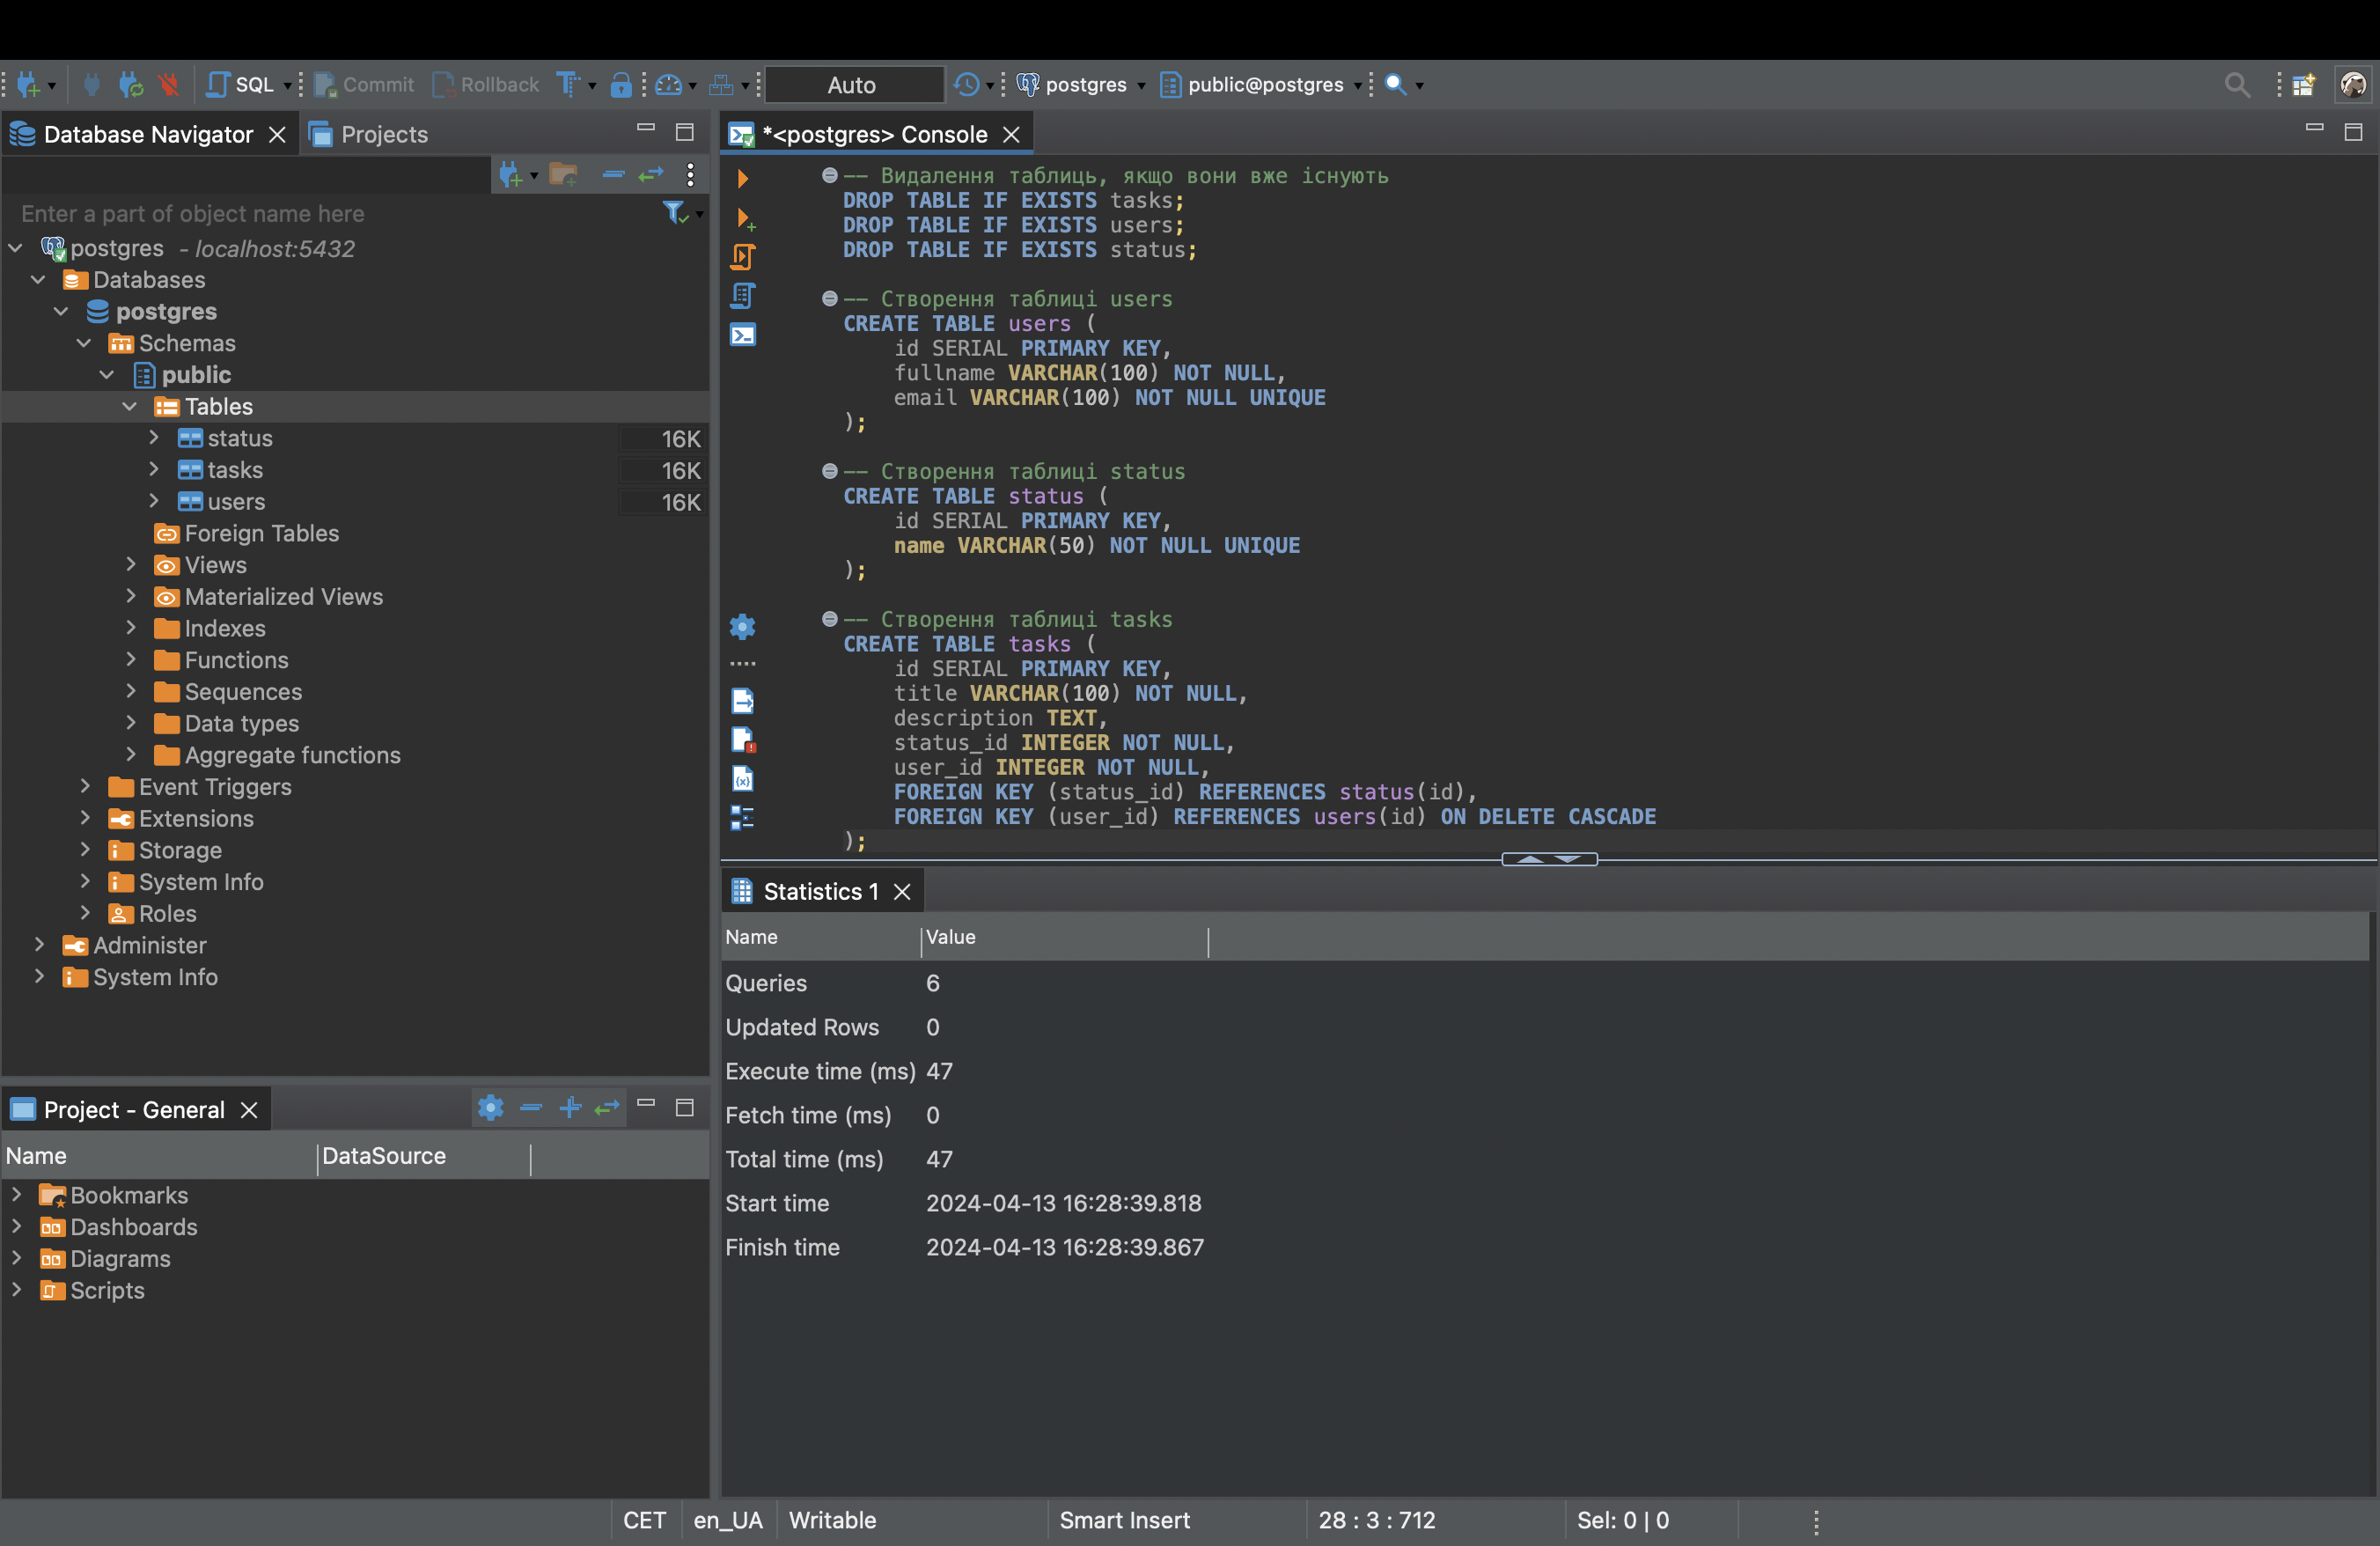 SQL Commit Rollback Auto postgres public@postgres
Database Navigator Projects
Enter a part of object name here
postgres - localhost:5432
Databases
postgres
Schemas
public
Tables
status 16K
tasks 16K
users 16K
Foreign Tables
Views
Materialized Views
Indexes
Functions
Sequences
Data types
Aggregate functions
Event Triggers
Extensions
Storage
System Info
Roles
Administer
System Info
Project - General
Name DataSource
Bookmarks
Dashboards
Diagrams
Scripts
*<postgres> Console
-- Видалення таблиць, якщо вони вже існують
DROP TABLE IF EXISTS tasks;
DROP TABLE IF EXISTS users;
DROP TABLE IF EXISTS status;
-- Створення таблиці users
CREATE TABLE users (
id SERIAL PRIMARY KEY,
fullname VARCHAR(100) NOT NULL,
email VARCHAR(100) NOT NULL UNIQUE
);
-- Створення таблиці status
CREATE TABLE status (
id SERIAL PRIMARY KEY,
name VARCHAR(50) NOT NULL UNIQUE
);
-- Створення таблиці tasks
CREATE TABLE tasks (
id SERIAL PRIMARY KEY,
title VARCHAR(100) NOT NULL,
description TEXT,
status_id INTEGER NOT NULL,
user_id INTEGER NOT NULL,
FOREIGN KEY (status_id) REFERENCES status(id),
FOREIGN KEY (user_id) REFERENCES users(id) ON DELETE CASCADE
);
Statistics 1
Name Value
Queries 6
Updated Rows 0
Execute time (ms) 47
Fetch time (ms) 0
Total time (ms) 47
Start time 2024-04-13 16:28:39.818
Finish time 2024-04-13 16:28:39.867
CET en_UA Writable Smart Insert 28 : 3 : 712 Sel: 0 | 0